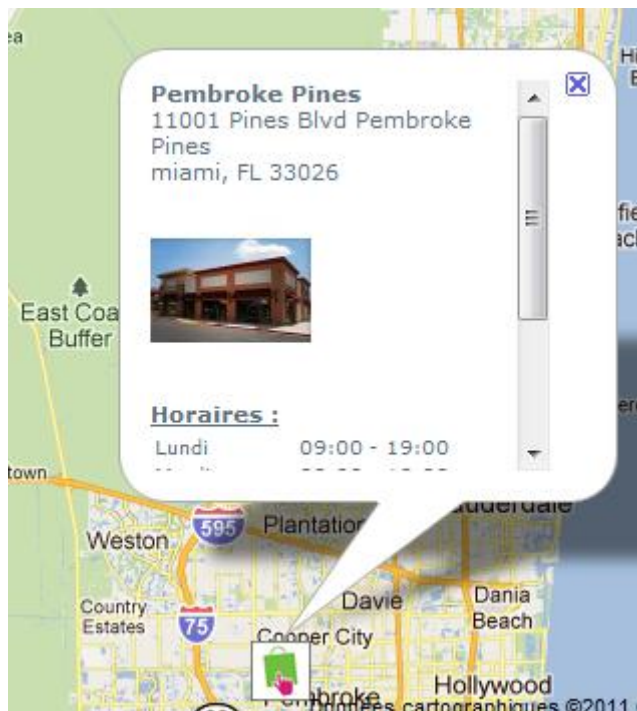 Pembroke Pines
11001 Pines Blvd Pembroke
Pines
miami, FL 33026
Horaires :
Lundi 09:00 - 19:00
East Coa
Buffer
town
Weston
595
Plantation
auderdale
Country
Estates
75
Davie
Dania
Beach
Cooper City
Hollywood
Données cartographiques ©2011